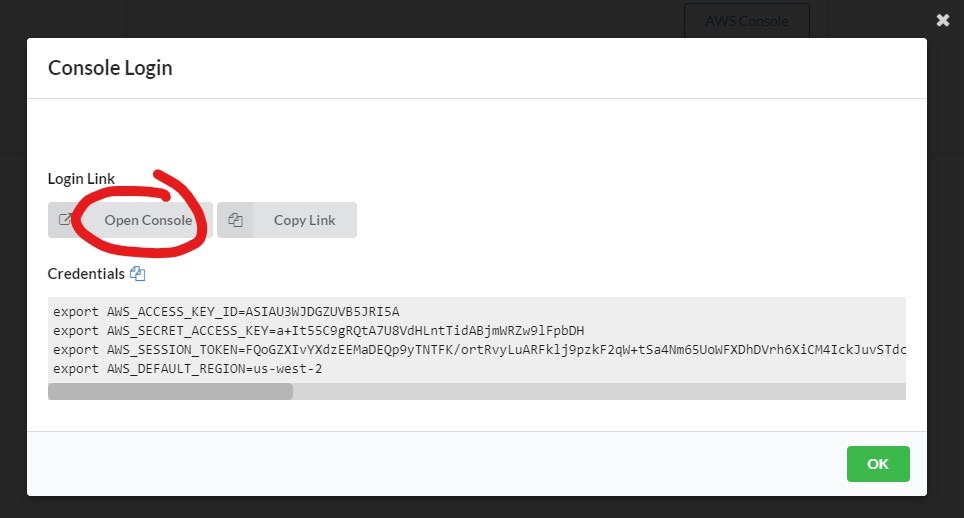 AWS Console
Console Login
Login Link
Open Console
Copy Link
Credentials
export AWS_ACCESS_KEY_ID=ASIAU3WJDGZUVB5JRI5A
export AWS_SECRET_ACCESS_KEY=a+It55C9gRQtA7U8VdHLntTidABjmWRZw9lFpbDH
export AWS_SESSION_TOKEN=FQoGZXIvYXdzEEMaDEQp9yTNTFK/ortRvyLuARFklj9pzkF2qW+tSa4Nm65UoWFXDhDVrh6XiCM4IckJuvSTdc
export AWS_DEFAULT_REGION=us-west-2
OK